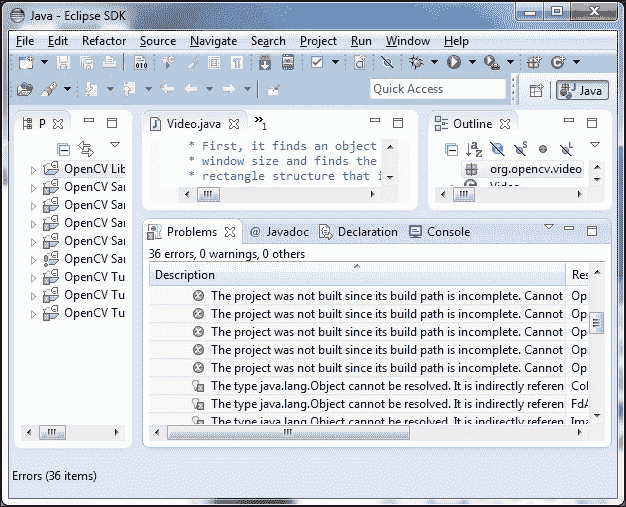 Java - Eclipse SDK
File Edit Refactor Source Navigate Search Project Run Window Help
Quick Access
Java
P
Video.java
»1
Outline
* First, it finds an object
* window size and finds the
* rectangle structure that i
org.opencv.video
Video
OpenCV Lib
OpenCV Sar
OpenCV Sar
OpenCV Sar
OpenCV Sar
OpenCV Sar
OpenCV Tu
OpenCV Tu
OpenCV Tu
Problems @ Javadoc Declaration Console
36 errors, 0 warnings, 0 others
Description Res
The project was not built since its build path is incomplete. Cannot Op
The project was not built since its build path is incomplete. Cannot Op
The project was not built since its build path is incomplete. Cannot Op
The project was not built since its build path is incomplete. Cannot Op
The project was not built since its build path is incomplete. Cannot Op
The type java.lang.Object cannot be resolved. It is indirectly referen Col
The type java.lang.Object cannot be resolved. It is indirectly referen FdA
The type java.lang.Object cannot be resolved. It is indirectly referen Ima
Errors (36 items)